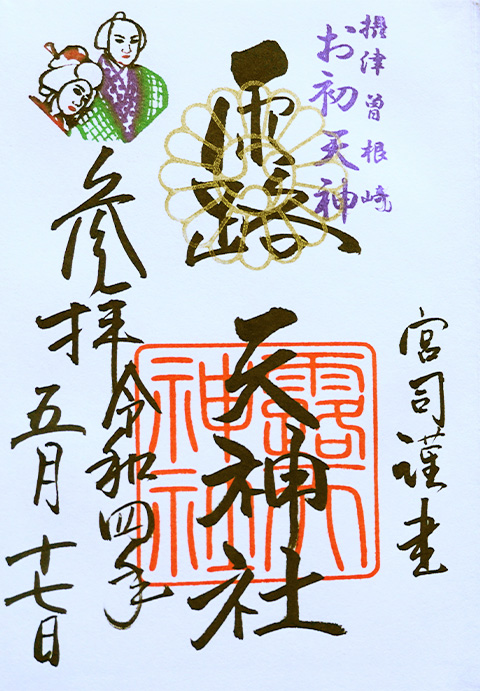 摂津 曽根崎
お初天神
宮司謹書
露
天神社
露天
神社
参拝
令和四年
五月十七日